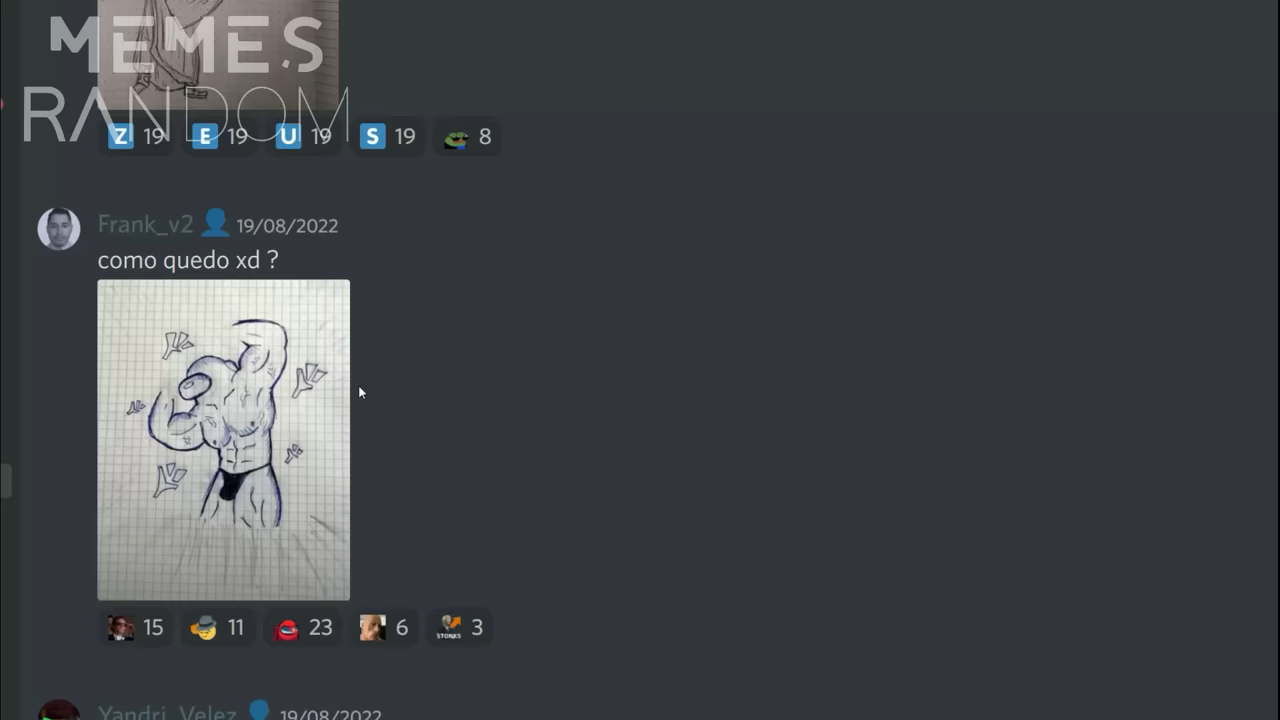 MEMES
RANDOM
Z 19 E 19 U 19 S 19 8
Frank_v2 19/08/2022
como quedo xd ?
15 11 23 6 STONKS 3
Yandri_Velez 19/08/2022